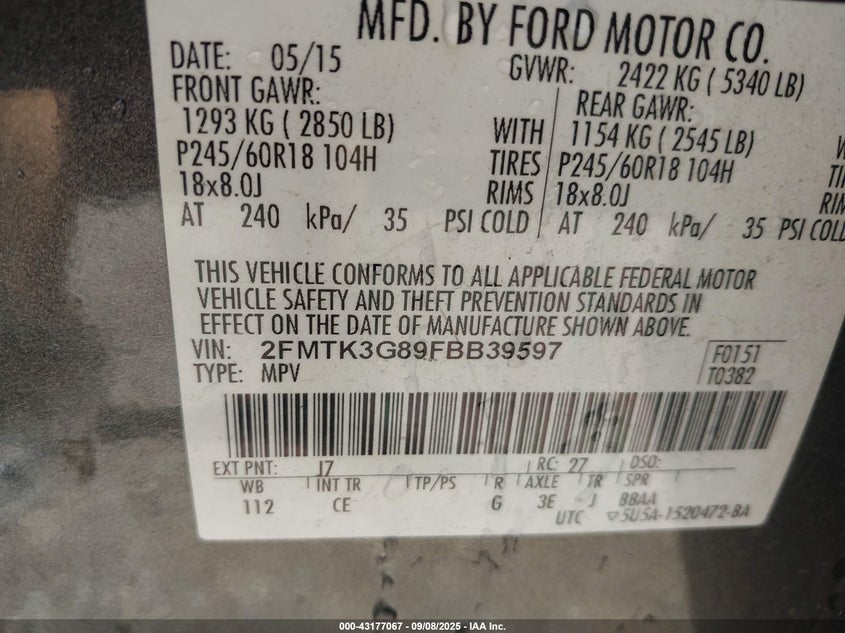 MFD. BY FORD MOTOR CO.
DATE: 05/15 GVWR: 2422 KG ( 5340 LB)
FRONT GAWR: REAR GAWR:
1293 KG ( 2850 LB) WITH 1154 KG ( 2545 LB)
P245/60R18 104H TIRES P245/60R18 104H
18x8.0J RIMS 18x8.0J
AT 240 kPa/ 35 PSI COLD AT 240 kPa/ 35 PSI COLD
THIS VEHICLE CONFORMS TO ALL APPLICABLE FEDERAL MOTOR
VEHICLE SAFETY AND THEFT PREVENTION STANDARDS IN
EFFECT ON THE DATE OF MANUFACTURE SHOWN ABOVE.
VIN: 2FMTK3G89FBB39597 F0151
TYPE: MPV T0382
EXT PNT: J7 RC: 27 DSO:
WB INT TR TP/PS R AXLE TR SPR
112 CE G 3E J BBAA
UTC ▽5U5A-1520472-BA
000-43177067 - 09/08/2025 - IAA Inc.